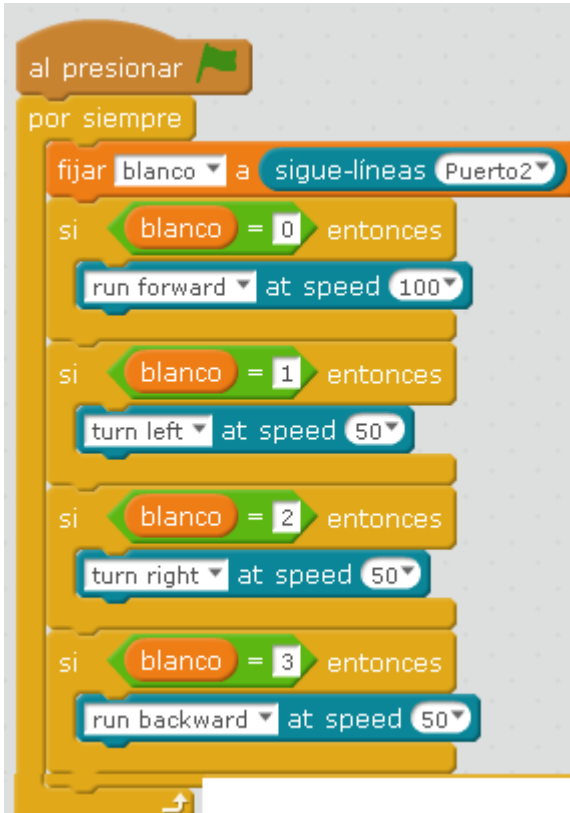 al presionar
por siempre
fijar blanco a sigue-líneas Puerto2
si blanco = 0 entonces
run forward at speed 100
si blanco = 1 entonces
turn left at speed 50
si blanco = 2 entonces
turn right at speed 50
si blanco = 3 entonces
run backward at speed 50